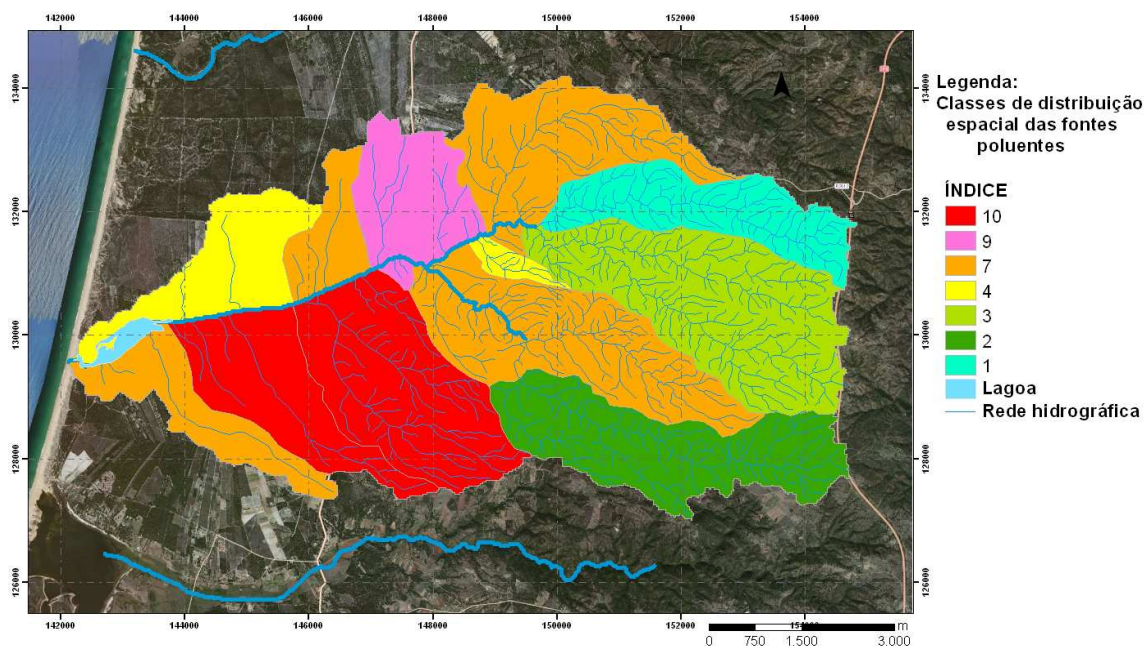 142000 144000 146000 148000 150000 152000 154000
134000 134000
132000 132000
130000 130000
128000 128000
126000 126000
142000 144000 146000 148000 150000 152000 154000
Legenda:
Classes de distribuição
espacial das fontes
poluentes
ÍNDICE
10
9
7
4
3
2
1
Lagoa
Rede hidrográfica
m
0 750 1.500 3.000